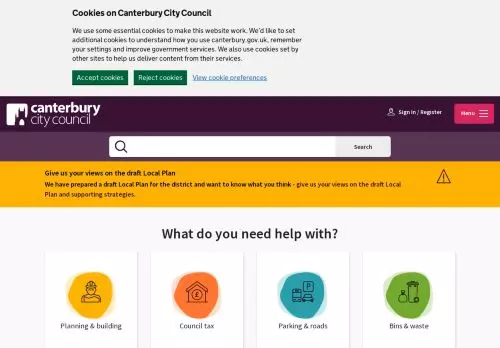 Cookies on Canterbury City Council
We use some essential cookies to make this website work. We'd like to set
additional cookies to understand how you use canterbury.gov.uk, remember
your settings and improve government services. We also use cookies set by
other sites to help us deliver content from their services.
Accept cookies
Reject cookies
View cookie preferences
canterbury
city council
Sign in / Register
Menu
Search
Give us your views on the draft Local Plan
We have prepared a draft Local Plan for the district and want to know what you think - give us your views on the draft Local
Plan and supporting strategies.
What do you need help with?
P
£
Planning & building
Council tax
Parking & roads
Bins & waste